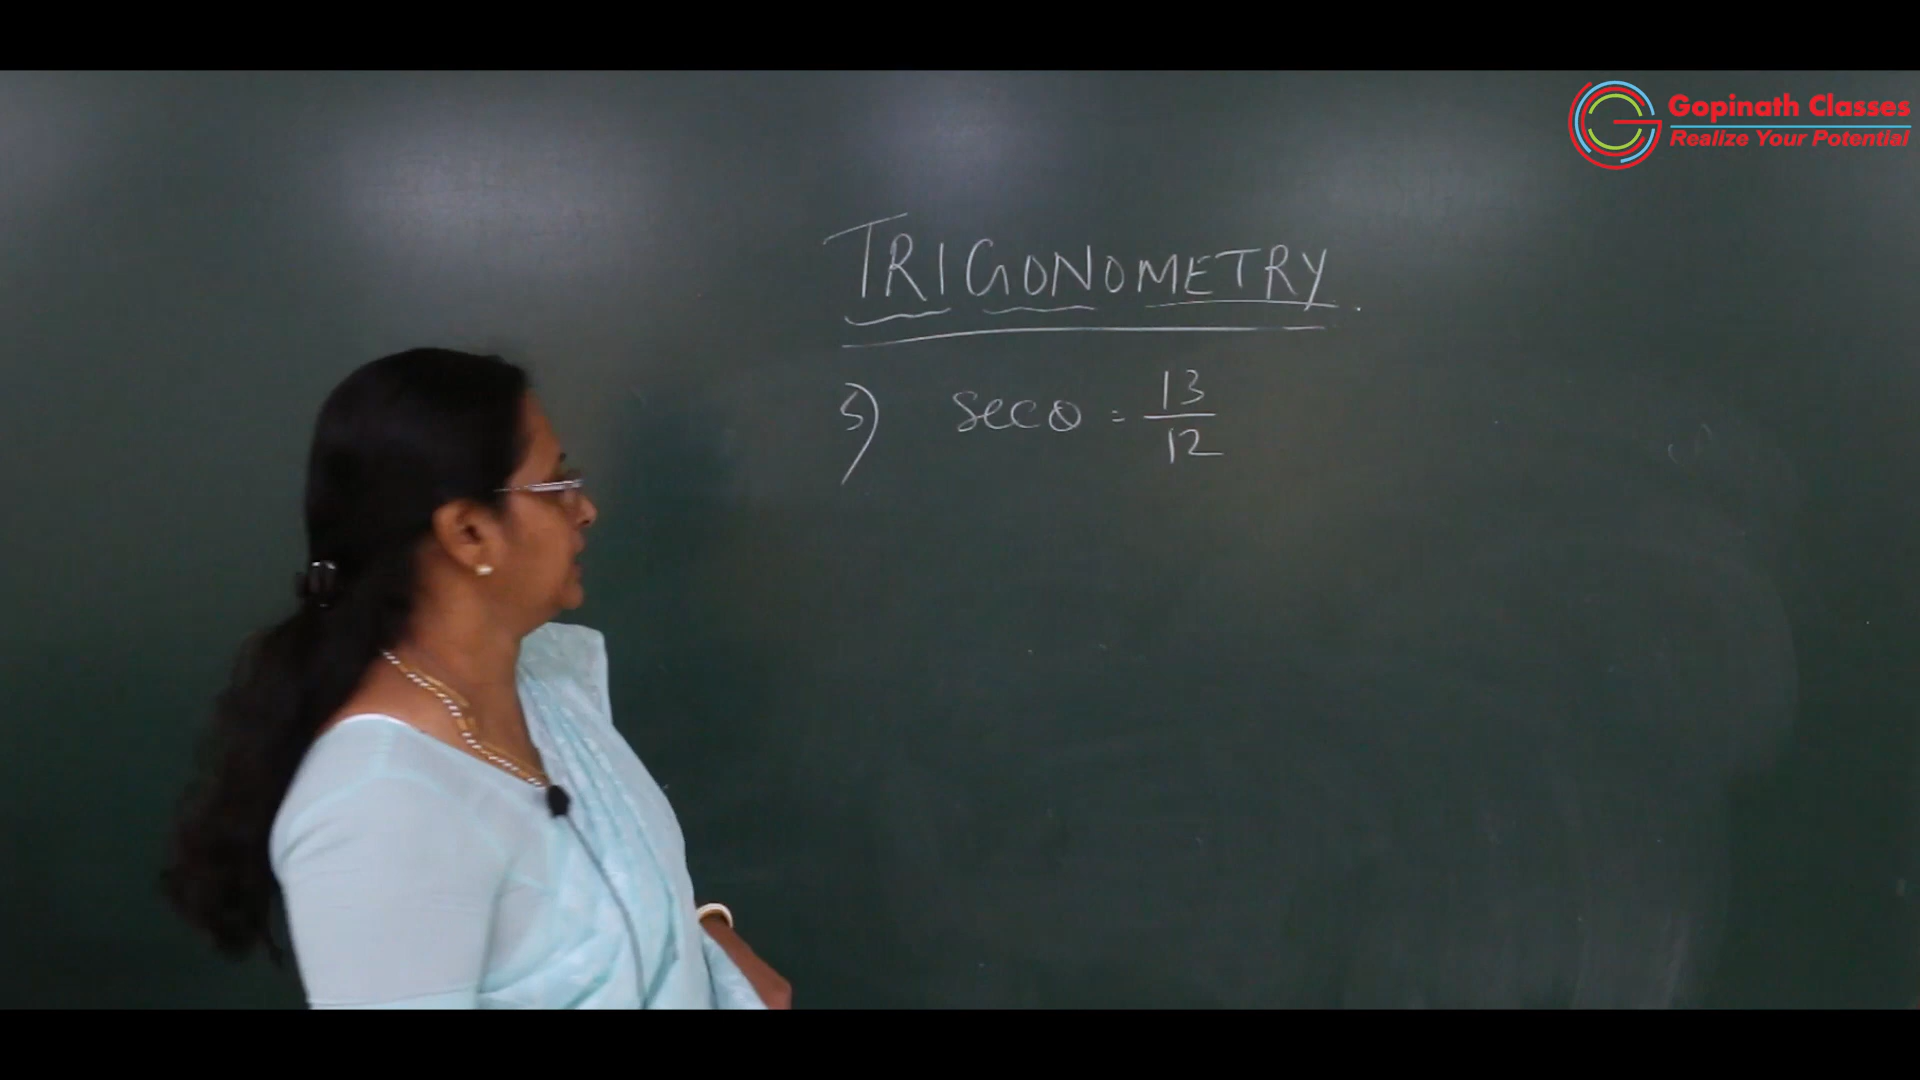 Gopinath Classes
Realize Your Potential
TRIGONOMETRY.
5) secθ = 13/12